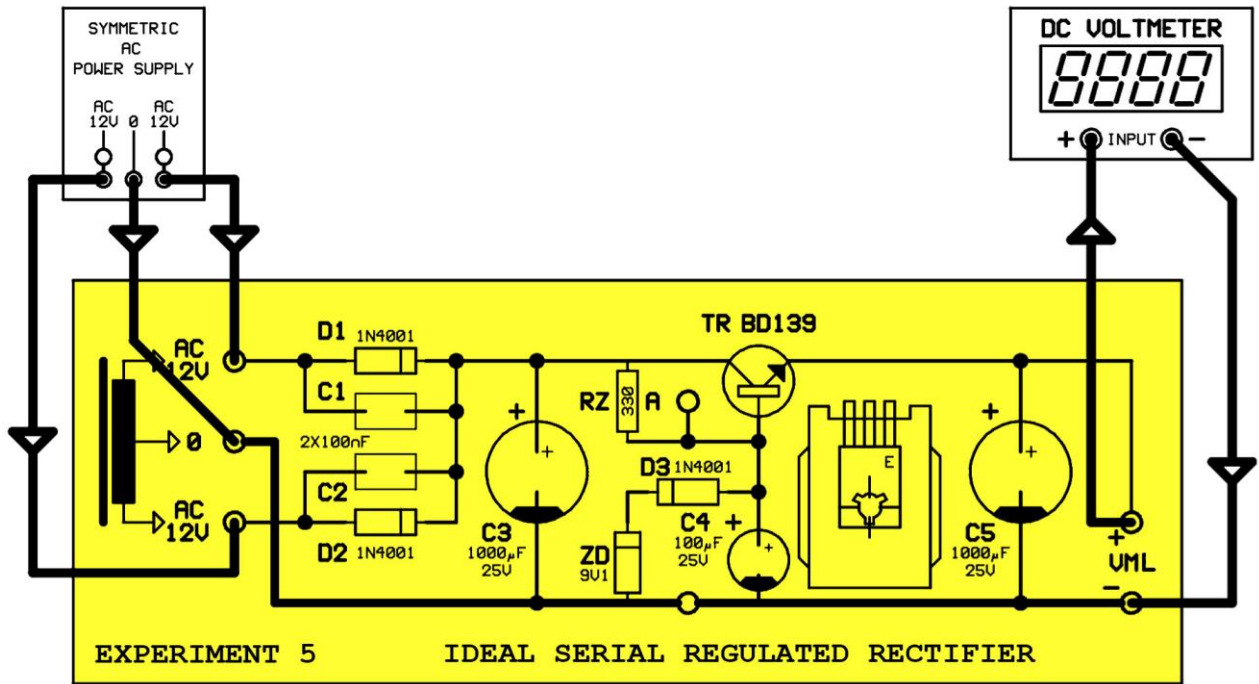 SYMMETRIC
AC
POWER SUPPLY
AC AC
12V 0 12V
DC VOLTMETER
8888
+ INPUT -
AC
12V
0
AC
12V
D1 1N4001
C1
2X100nF
C2
D2 1N4001
+
+
C3
1000µF
25V
RZ 330 A
TR BD139
D3 1N4001
ZD
9V1
C4 +
100µF
25V
+
E
+
+
C5
1000µF
25V
+
VML
-
EXPERIMENT 5 IDEAL SERIAL REGULATED RECTIFIER